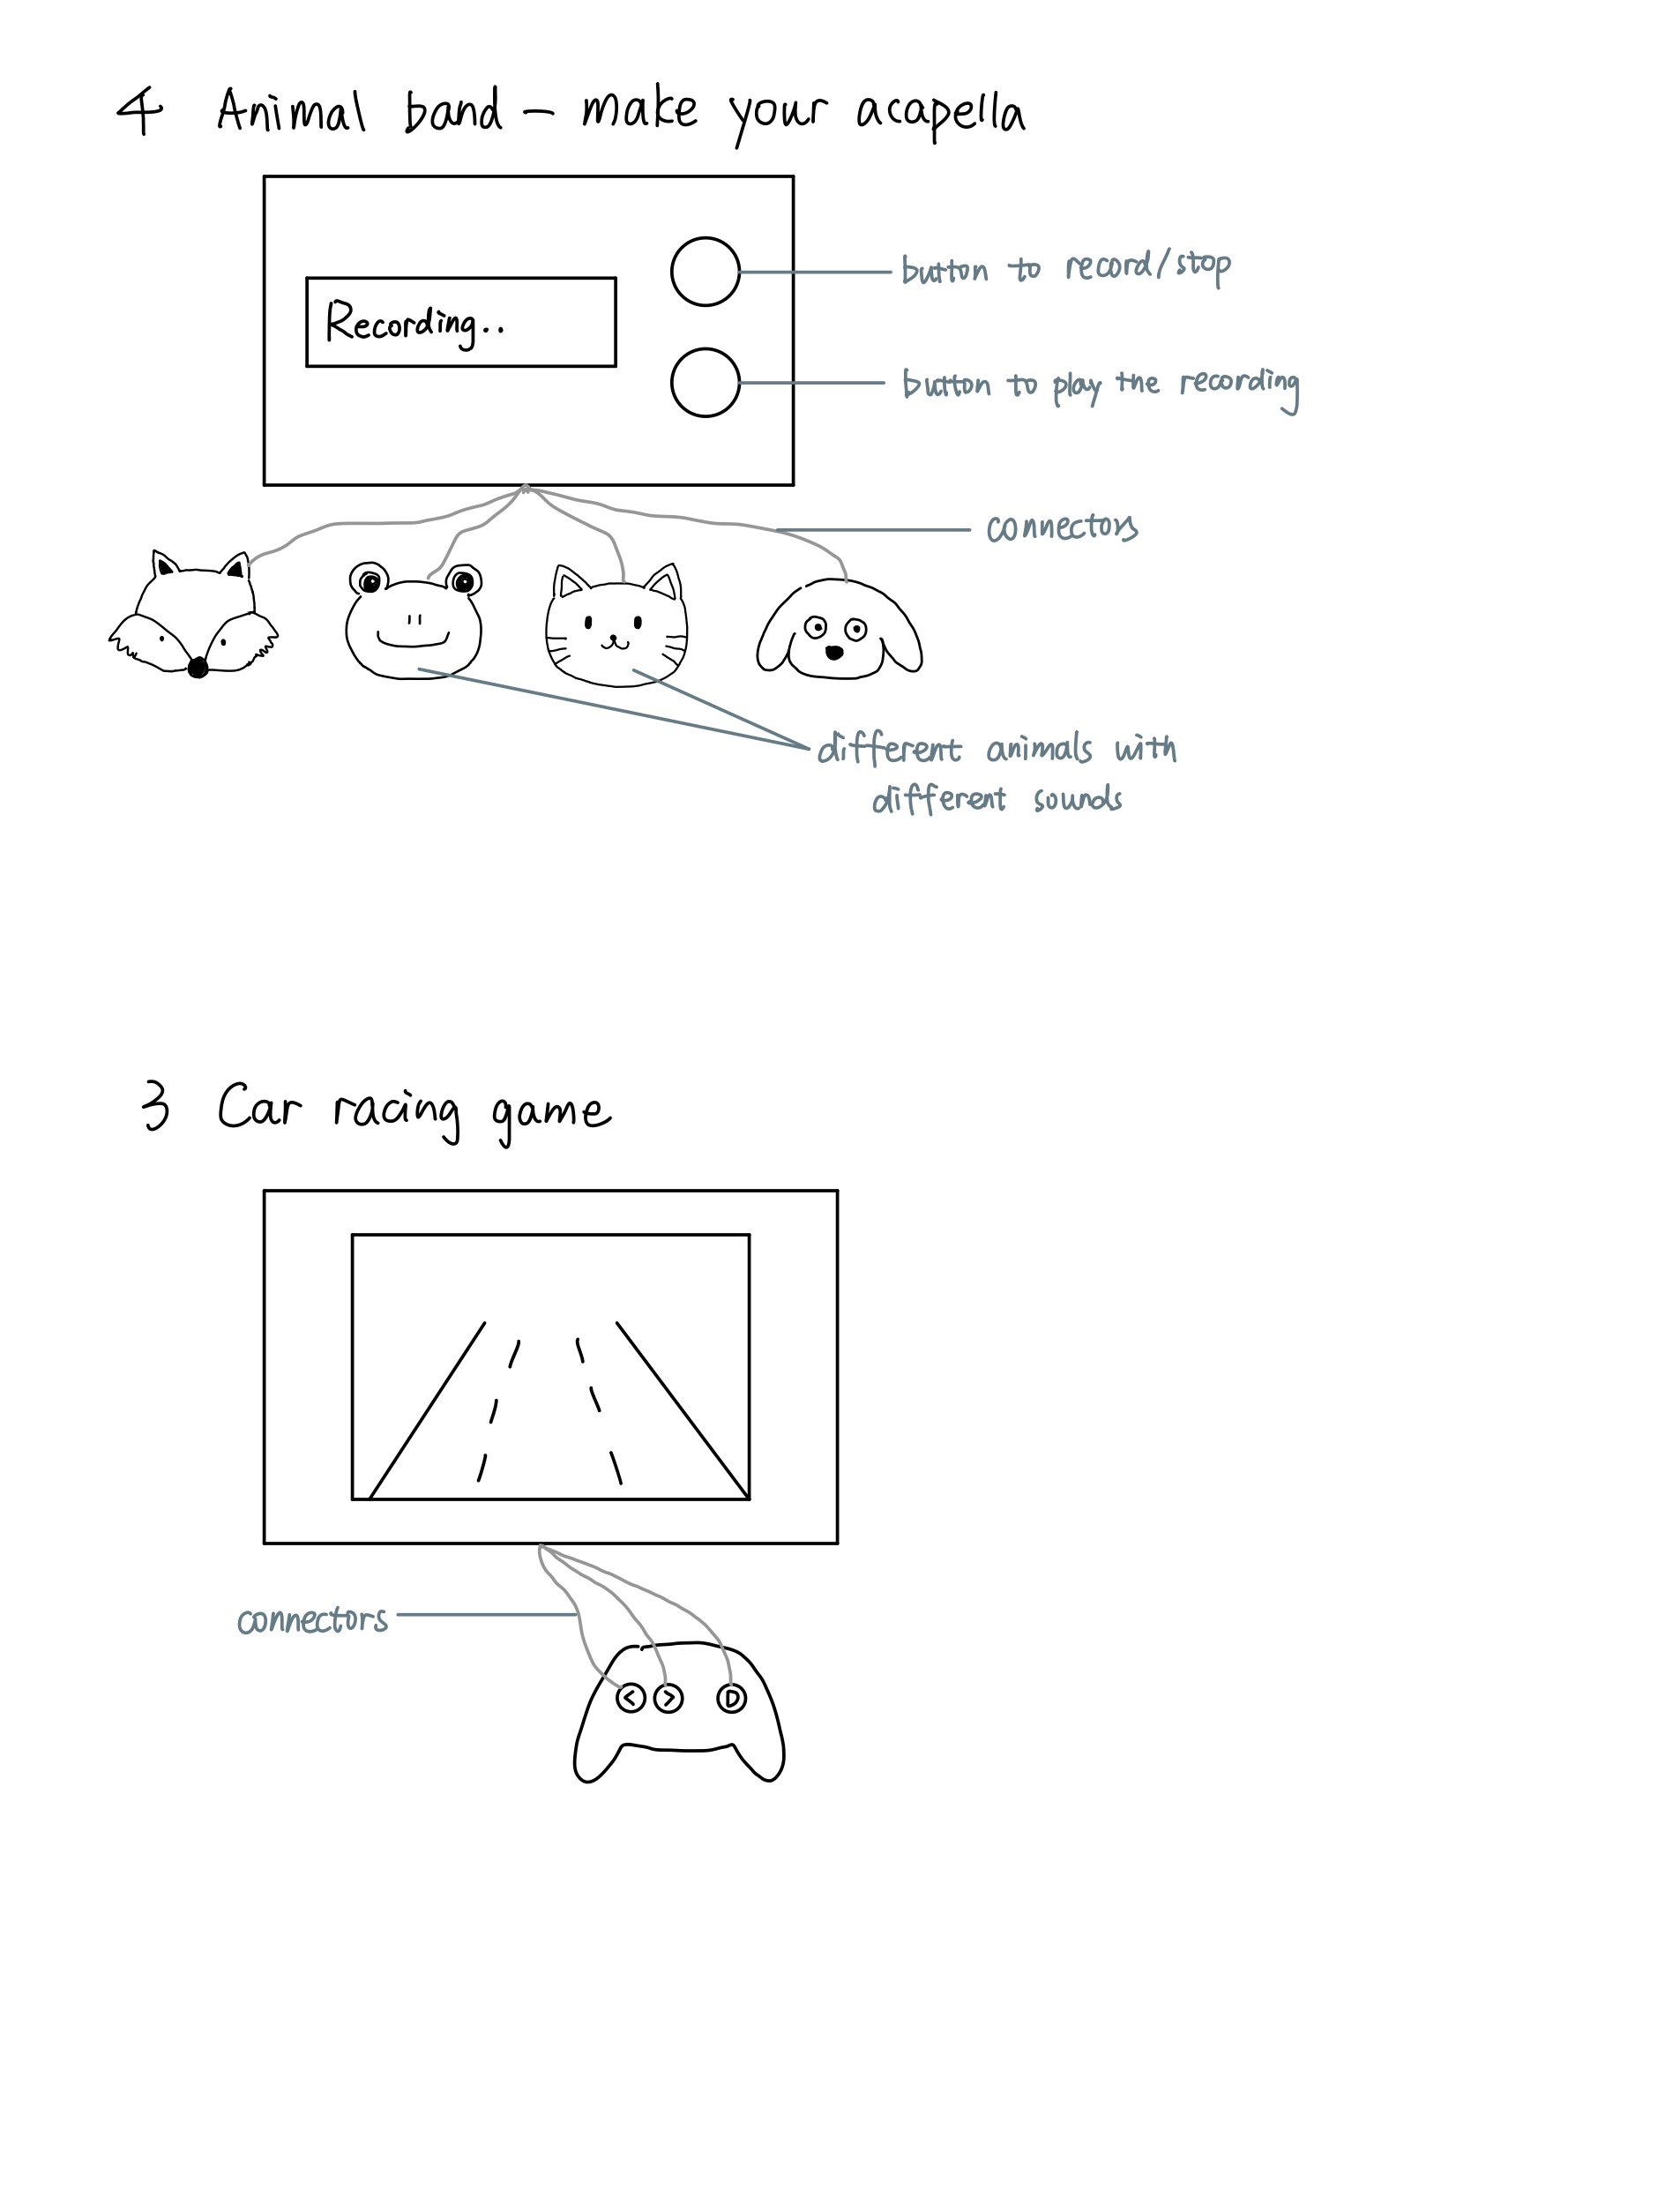 4 Animal band - make your acapella
Recording..
button to record/stop
button to play the recording
connectors
different animals with
different sounds
3 Car racing game
connectors